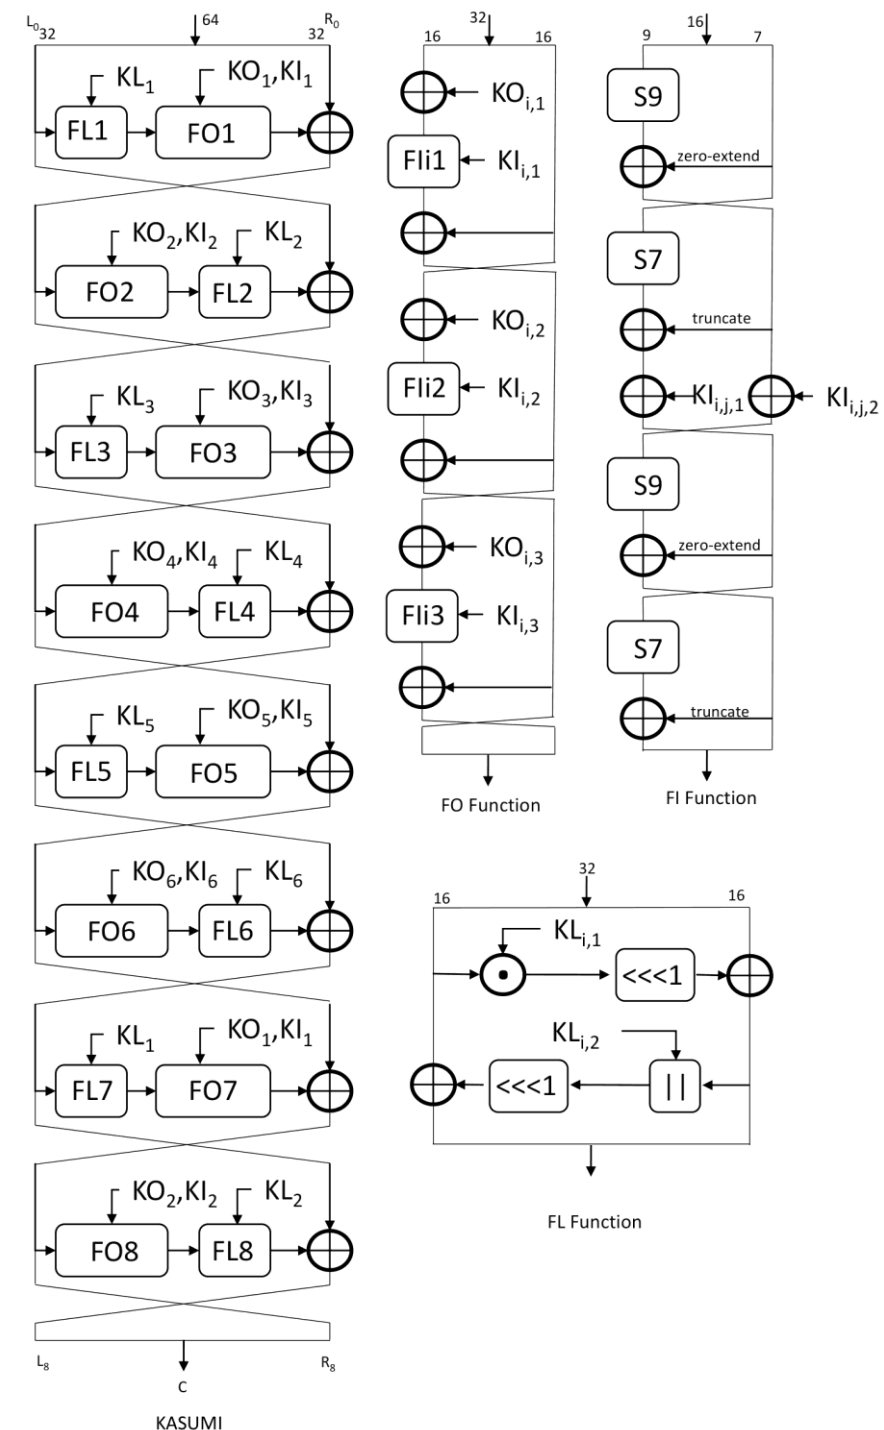 L0 32 64 32 R0
KL1 KO1,KI1
FL1 FO1
KO2,KI2 KL2
FO2 FL2
KL3 KO3,KI3
FL3 FO3
KO4,KI4 KL4
FO4 FL4
KL5 KO5,KI5
FL5 FO5
KO6,KI6 KL6
FO6 FL6
KL1 KO1,KI1
FL7 FO7
KO2,KI2 KL2
FO8 FL8
L8 R8
C
KASUMI
32
16 16
KOi,1
FIi1 KIi,1
KOi,2
FIi2 KIi,2
KOi,3
FIi3 KIi,3
FO Function
16
9 7
S9
zero-extend
S7
truncate
KIi,j,1 KIi,j,2
S9
zero-extend
S7
truncate
FI Function
32
16 16
KLi,1
<<<1
KLi,2
<<<1 ||
FL Function